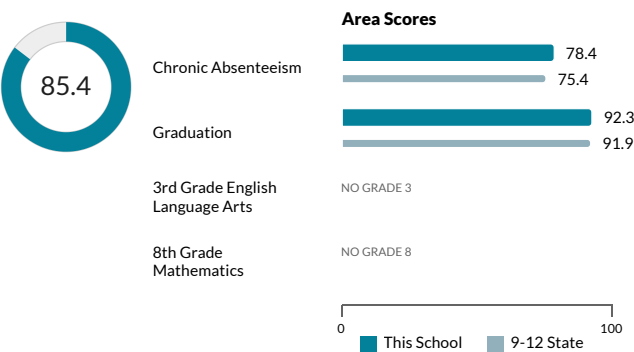 Area Scores
85.4
Chronic Absenteeism
78.4
75.4
Graduation
92.3
91.9
3rd Grade English
Language Arts
NO GRADE 3
8th Grade
Mathematics
NO GRADE 8
0
100
This School
9-12 State